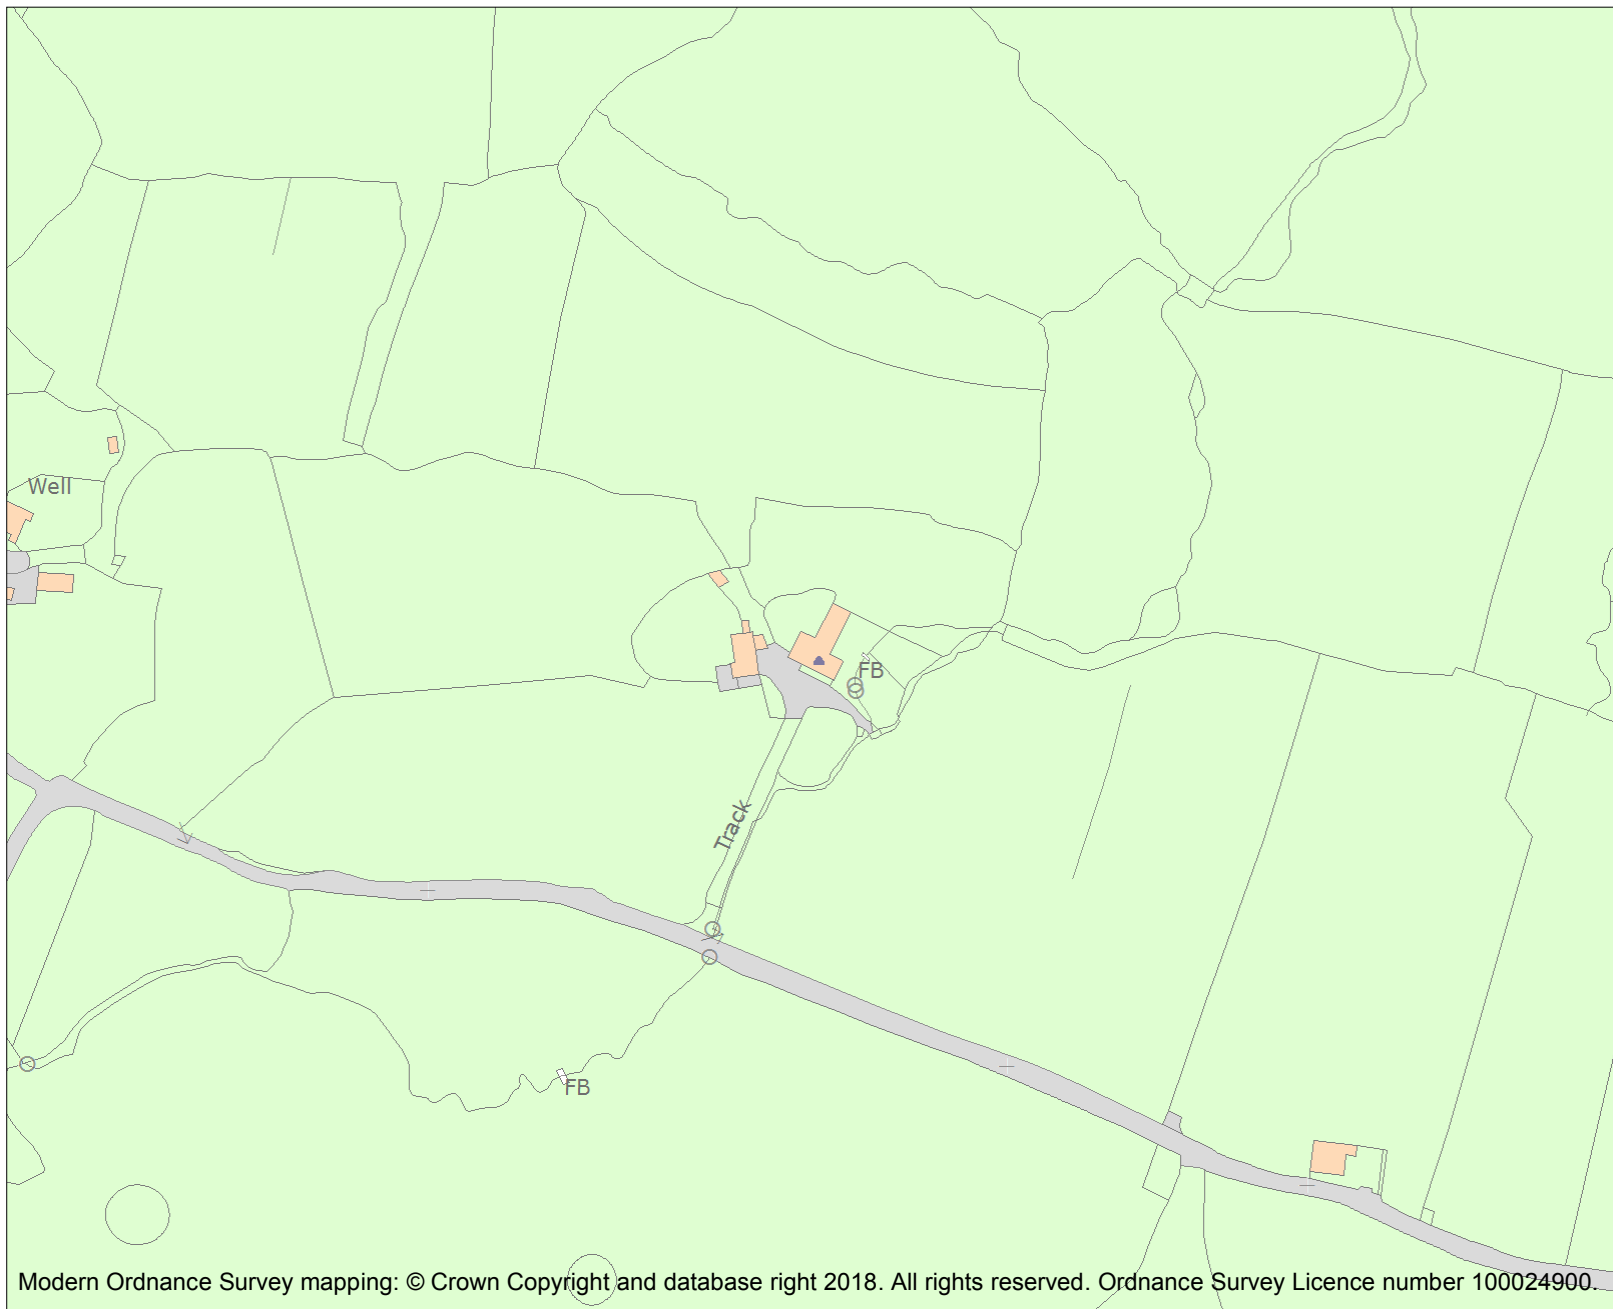 Well
FB
Track
FB
Modern Ordnance Survey mapping: © Crown Copyright and database right 2018. All rights reserved. Ordnance Survey Licence number 100024900.